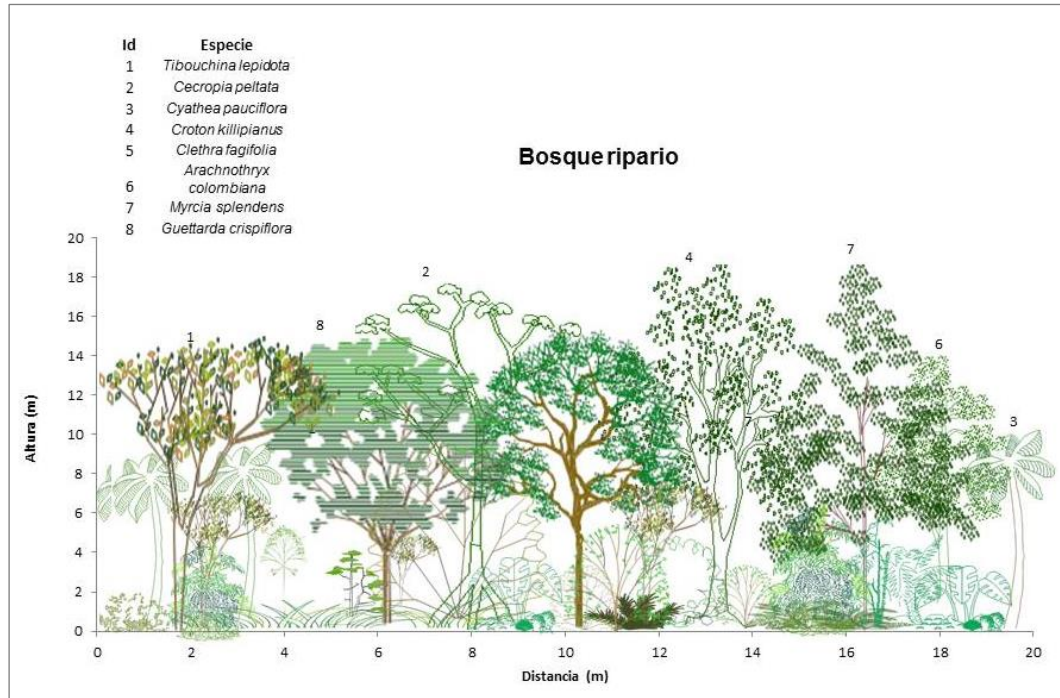 Id Especie
1 Tibouchina lepidota
2 Cecropia peltata
3 Cyathea pauciflora
4 Croton killipianus
5 Clethra fagifolia
6 Arachnothryx
colombiana
7 Myrcia splendens
8 Guettarda crispiflora
Bosque ripario
20
18
16
14
12
10
8
6
4
2
0
Altura (m)
1
8
2
4
7
6
3
7
0 2 4 6 8 10 12 14 16 18 20
Distancia (m)